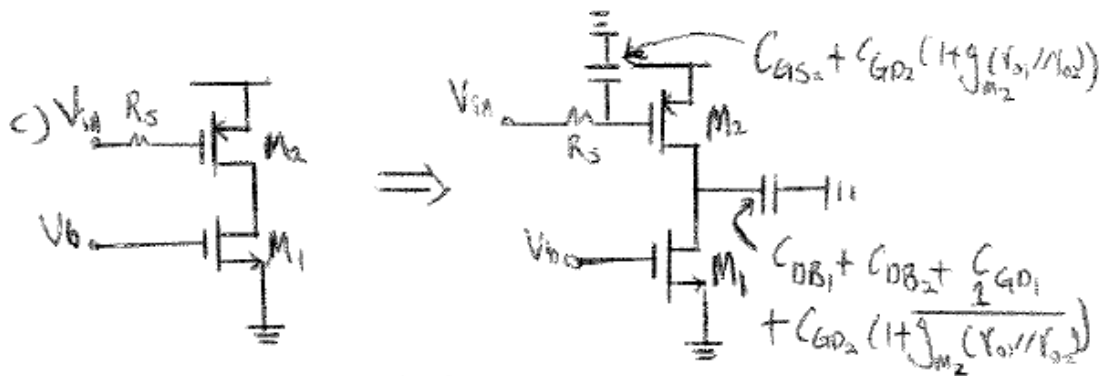 c) Vin Rs M2
Vb M1
⇒
CGS2 + CGD2 (1+gm2(ro1//ro2))
Vin Rs M2
Vb M1
CDB1 + CDB2 + CGD1
+ CGD2 (1+ 1/gm2(ro1//ro2))